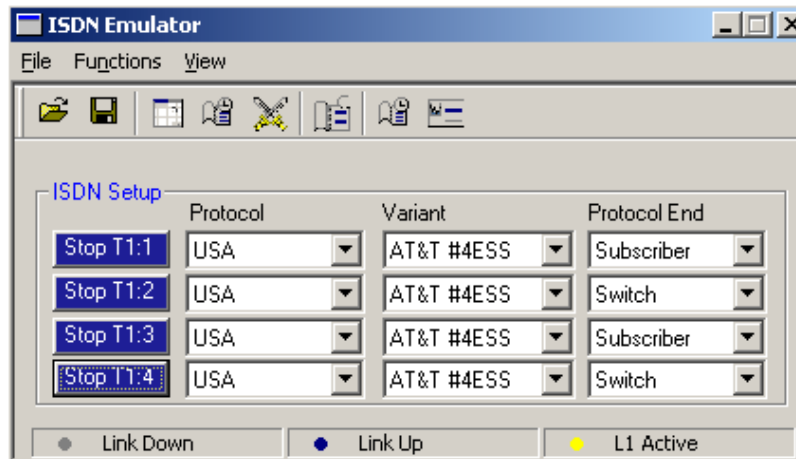 ISDN Emulator
File Functions View
ISDN Setup
Protocol Variant Protocol End
Stop T1:1 USA AT&T #4ESS Subscriber
Stop T1:2 USA AT&T #4ESS Switch
Stop T1:3 USA AT&T #4ESS Subscriber
Stop T1:4 USA AT&T #4ESS Switch
Link Down Link Up L1 Active